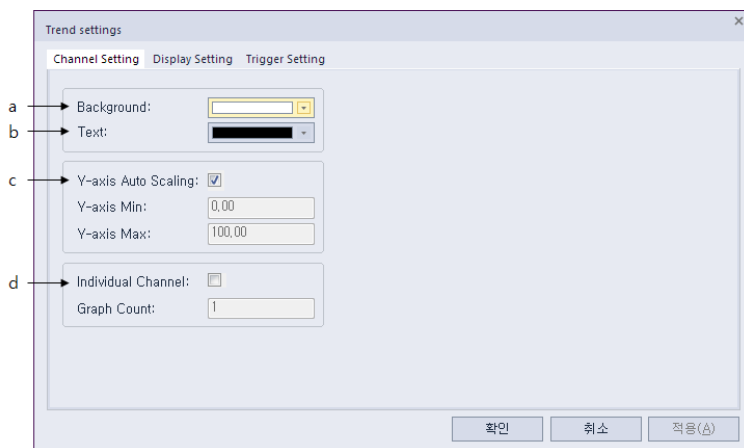 Trend settings
Channel Setting Display Setting Trigger Setting
a Background:
b Text:
c Y-axis Auto Scaling:
Y-axis Min: 0,00
Y-axis Max: 100,00
d Individual Channel:
Graph Count: 1
확인 취소 적용(A)